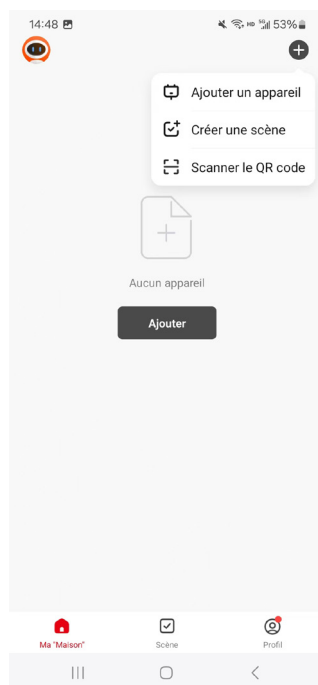 14:48
53%
Ajouter un appareil
Créer une scène
Scanner le QR code
Aucun appareil
Ajouter
Ma "Maison"
Scène
Profil